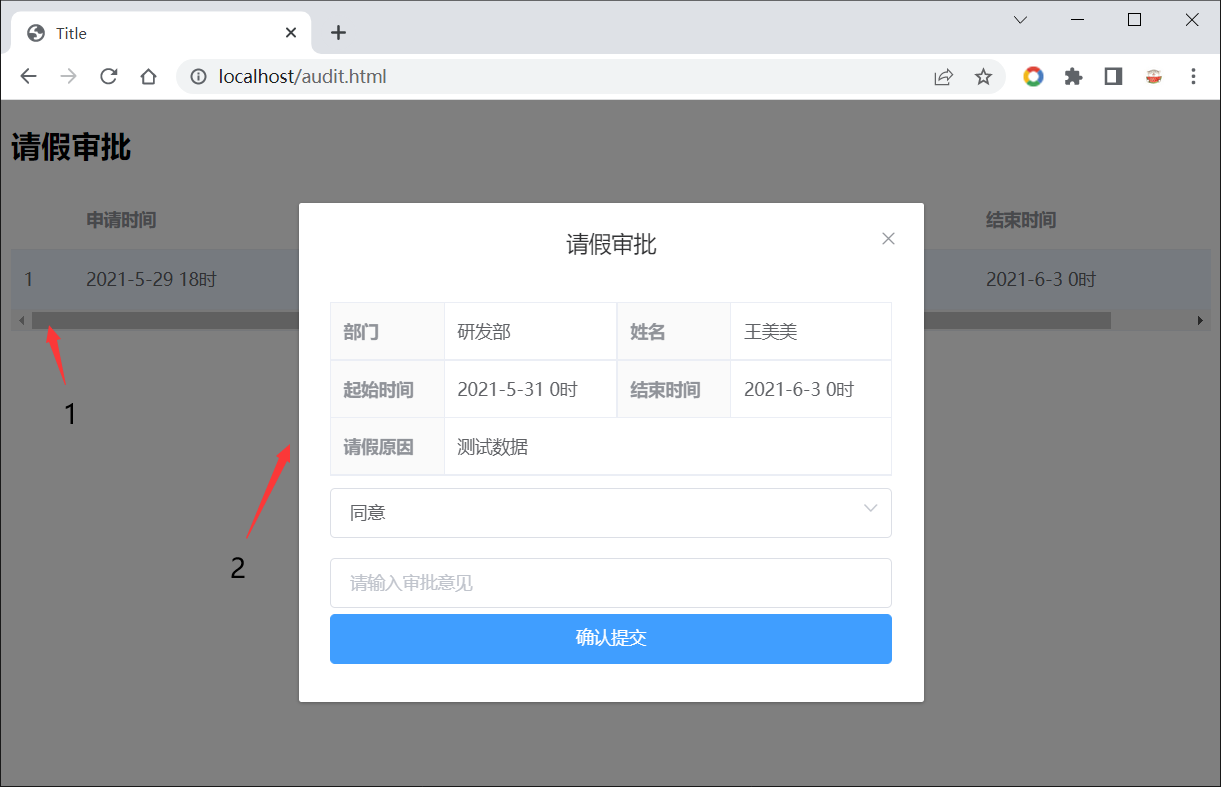 Title
localhost/audit.html
请假审批
申请时间
结束时间
1
2021-5-29 18时
2021-6-3 0时
请假审批
部门
研发部
姓名
王美美
起始时间
2021-5-31 0时
结束时间
2021-6-3 0时
请假原因
测试数据
同意
请输入审批意见
确认提交
1
2